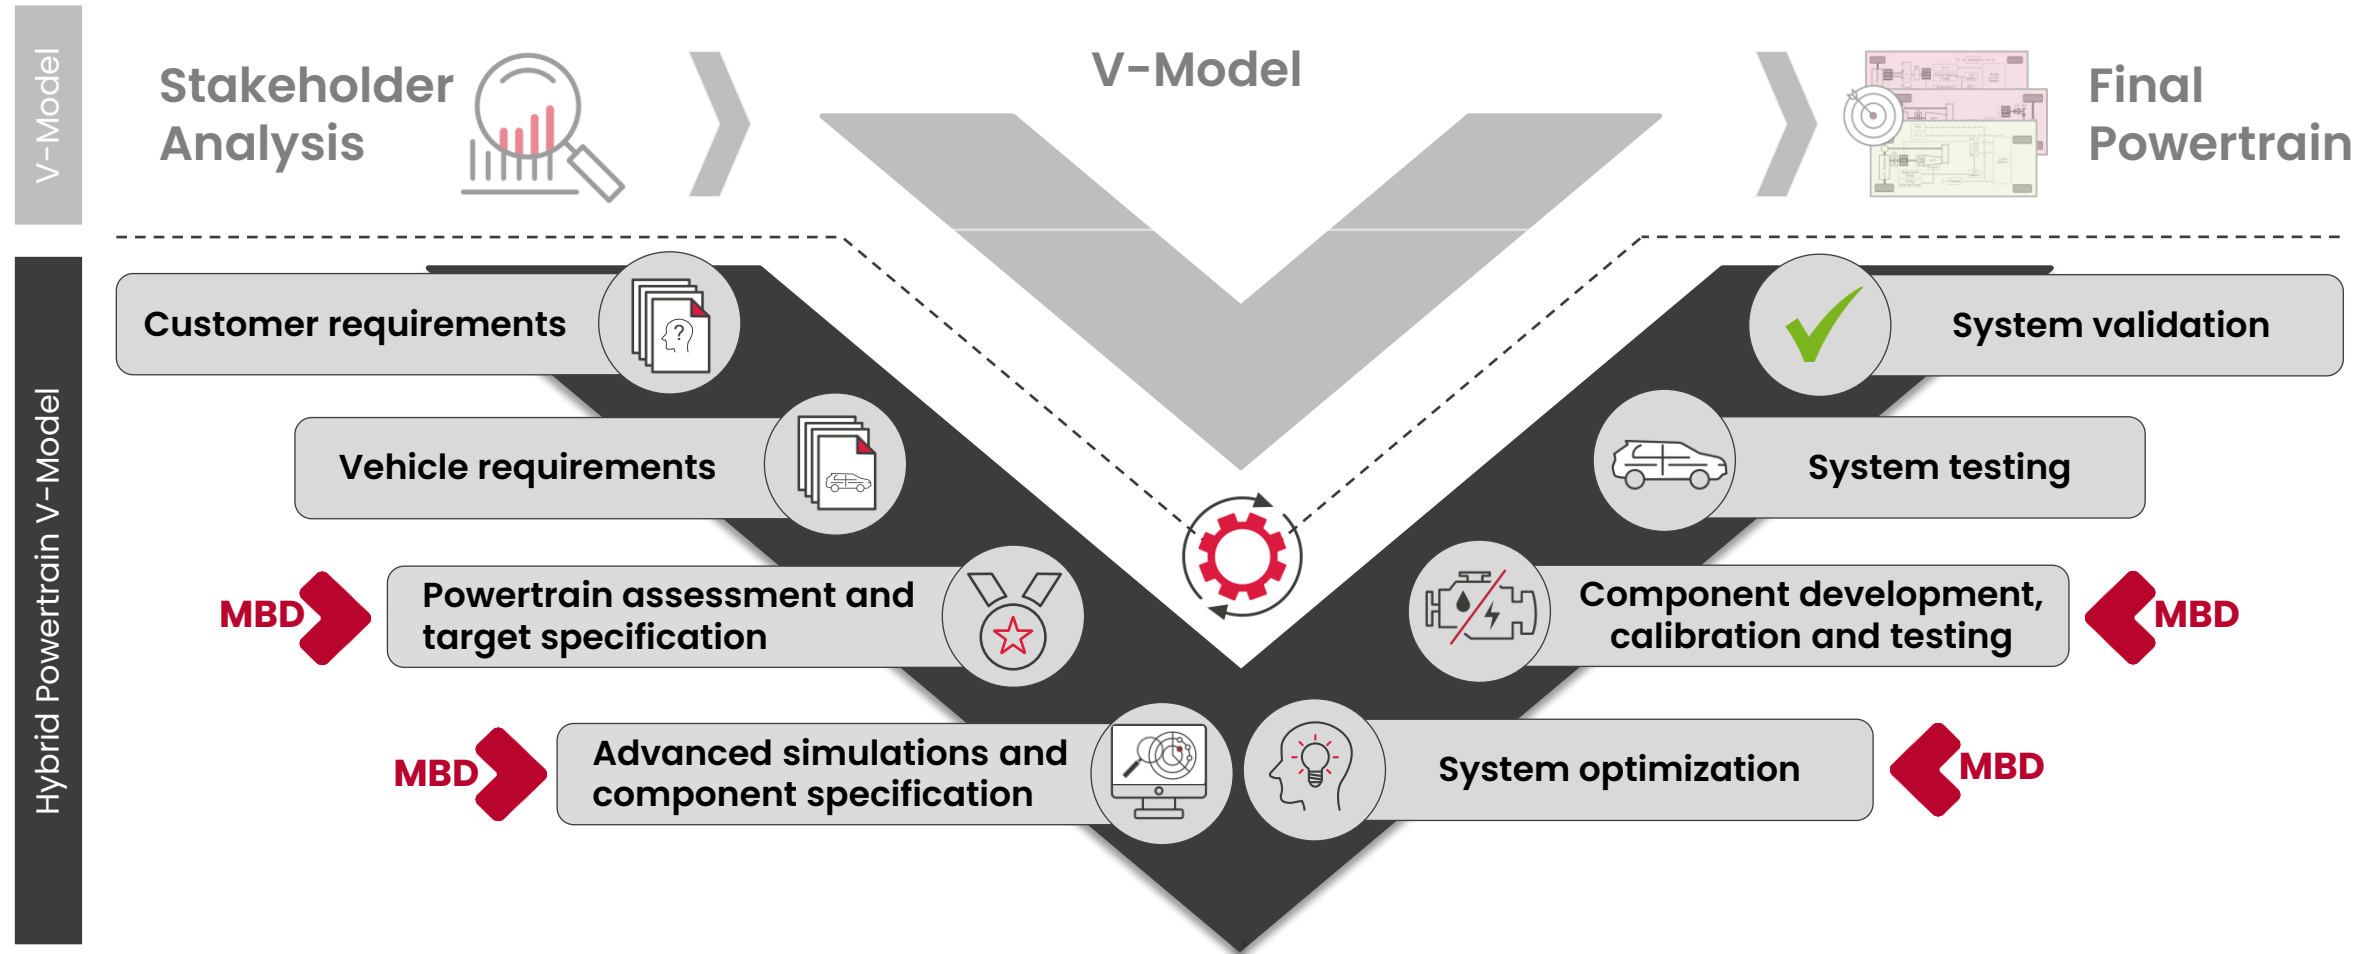 V-Model
Stakeholder
Analysis
V-Model
Final
Powertrain
Hybrid Powertrain V-Model
Customer requirements
?
System validation
Vehicle requirements
System testing
MBD
Powertrain assessment and
target specification
Component development,
calibration and testing
MBD
MBD
Advanced simulations and
component specification
System optimization
MBD